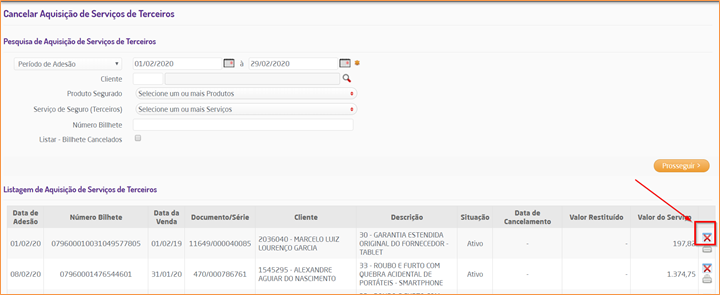 Cancelar Aquisição de Serviços de Terceiros
Pesquisa de Aquisição de Serviços de Terceiros
Período de Adesão 01/02/2020 à 29/02/2020
Cliente
Produto Segurado Selecione um ou mais Produtos
Serviço de Seguro (Terceiros) Selecione um ou mais Serviços
Número Billhete
Listar - Billhete Cancelados
Prosseguir
Listagem de Aquisição de Serviços de Terceiros
Data de Adesão Número Bilhete Data da Venda Documento/Série Cliente Descrição Situação Data de Cancelamento Valor Restituído Valor do Serviço
01/02/20 079600010031049577805 01/02/19 11649/000040085 2036040 - MARCELO LUIZ LOURENÇO GARCIA 30 - GARANTIA ESTENDIDA ORIGINAL DO FORNECEDOR - TABLET Ativo - - 197,82
08/02/20 07960001476544601 31/01/20 470/000786761 1545295 - ALEXANDRE AGUIAR DO NASCIMENTO 33 - ROUBO E FURTO COM QUEBRA ACIDENTAL DE PORTÁTEIS - SMARTPHONE Ativo - - 1.374,75